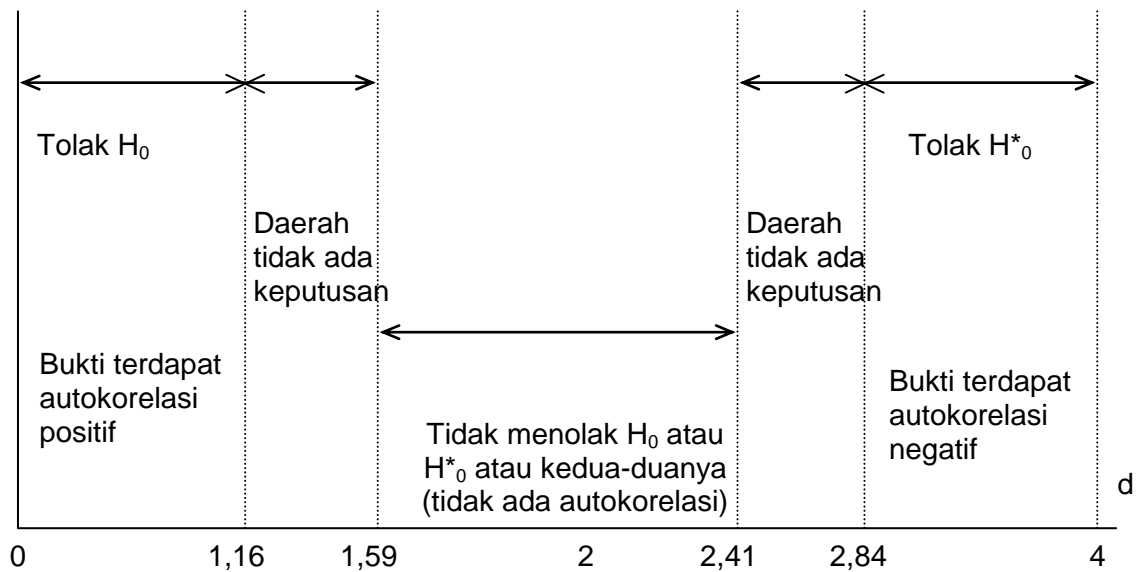 Tolak H₀
Tolak H*₀
Daerah
tidak ada
keputusan
Daerah
tidak ada
keputusan
Bukti terdapat
autokorelasi
positif
Tidak menolak H₀ atau
H*₀ atau kedua-duanya
(tidak ada autokorelasi)
Bukti terdapat
autokorelasi
negatif
d
0 1,16 1,59 2 2,41 2,84 4